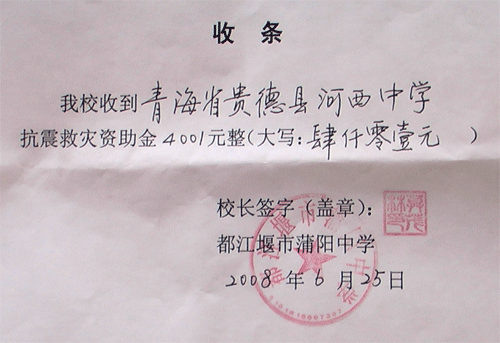 收 条
我校收到青海省贵德县河西中学
抗震救灾资助金4001元整(大写:肆仟零壹元 )
校长签字(盖章):
都江堰市蒲阳中学
2008年6月25日